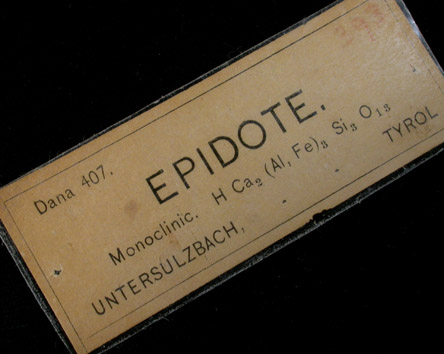 Dana 407.
EPIDOTE.
Monoclinic. H Ca₂ (Al, Fe)₃ Si₃ O₁₃
UNTERSULZBACH, TYROL